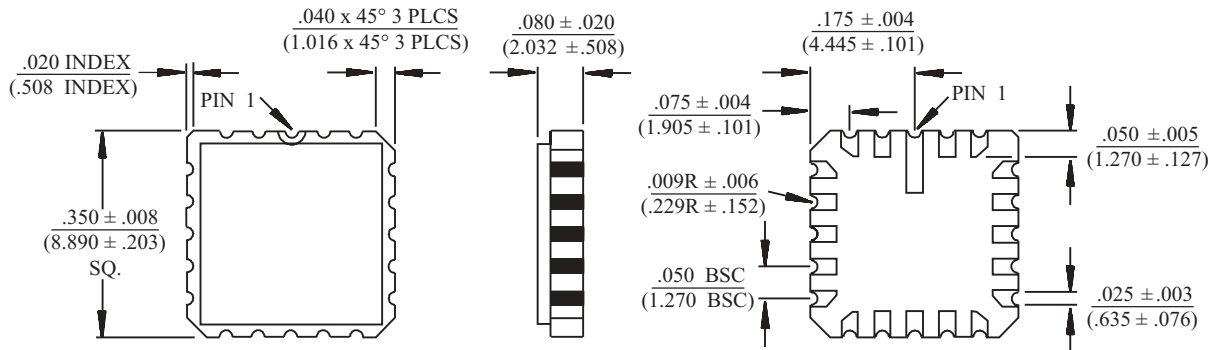 .040 x 45° 3 PLCS
(1.016 x 45° 3 PLCS)
.020 INDEX
(.508 INDEX)
PIN 1
.350 ± .008
(8.890 ± .203)
SQ.
.080 ± .020
(2.032 ±.508)
.175 ± .004
(4.445 ± .101)
.075 ± .004
(1.905 ± .101)
PIN 1
.050 ±.005
(1.270 ± .127)
.009R ± .006
(.229R ± .152)
.050 BSC
(1.270 BSC)
.025 ±.003
(.635 ± .076)